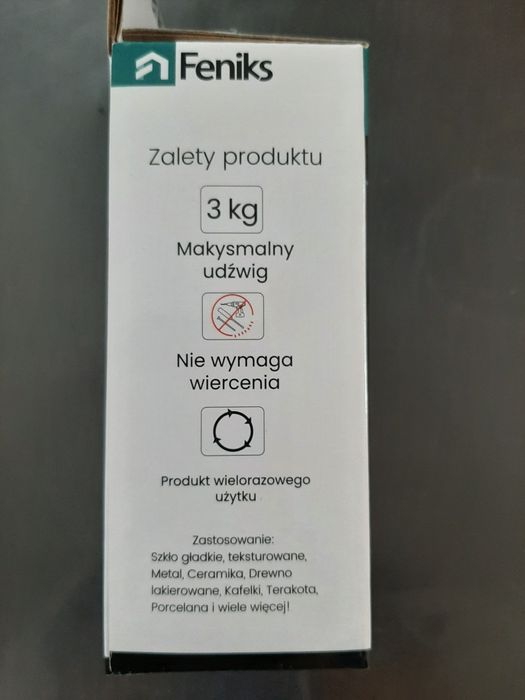 Feniks
Zalety produktu
3 kg
Makysmalny
udźwig
Nie wymaga
wiercenia
Produkt wielorazowego
użytku
Zastosowanie:
Szkło gładkie, teksturowane,
Metal, Ceramika, Drewno
lakierowane, Kafelki, Terakota,
Porcelana i wiele więcej!